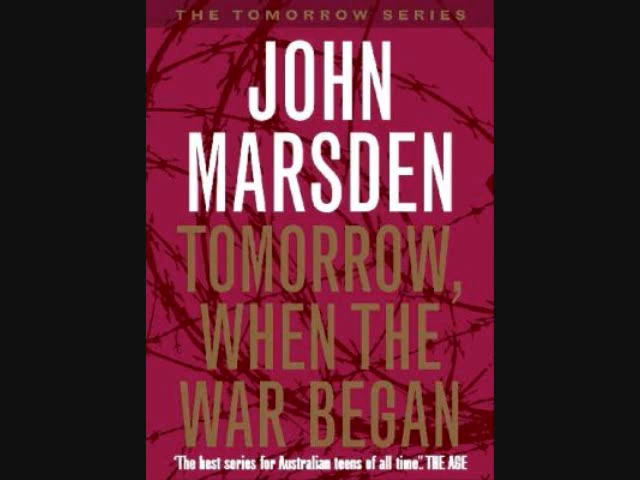 THE TOMORROW SERIES
JOHN
MARSDEN
TOMORROW,
WHEN THE
WAR BEGAN
'The best series for Australian teens of all time.' THE AGE